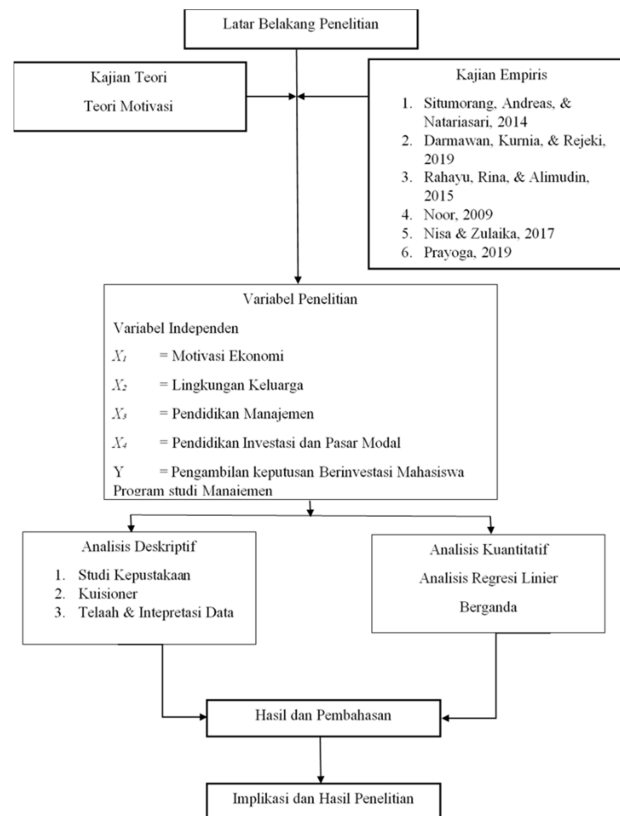 Latar Belakang Penelitian
Kajian Teori
Teori Motivasi
Kajian Empiris
1. Situmorang, Andreas, &
Natariasari, 2014
2. Darmawan, Kurnia, & Rejeki,
2019
3. Rahayu, Rina, & Alimudin,
2015
4. Noor, 2009
5. Nisa & Zulaika, 2017
6. Prayoga, 2019
Variabel Penelitian
Variabel Independen
X₁ = Motivasi Ekonomi
X₂ = Lingkungan Keluarga
X₃ = Pendidikan Manajemen
X₄ = Pendidikan Investasi dan Pasar Modal
Y = Pengambilan keputusan Berinvestasi Mahasiswa
Program studi Manajemen
Analisis Deskriptif
1. Studi Kepustakaan
2. Kuisioner
3. Telaah & Intepretasi Data
Analisis Kuantitatif
Analisis Regresi Linier
Berganda
Hasil dan Pembahasan
Implikasi dan Hasil Penelitian